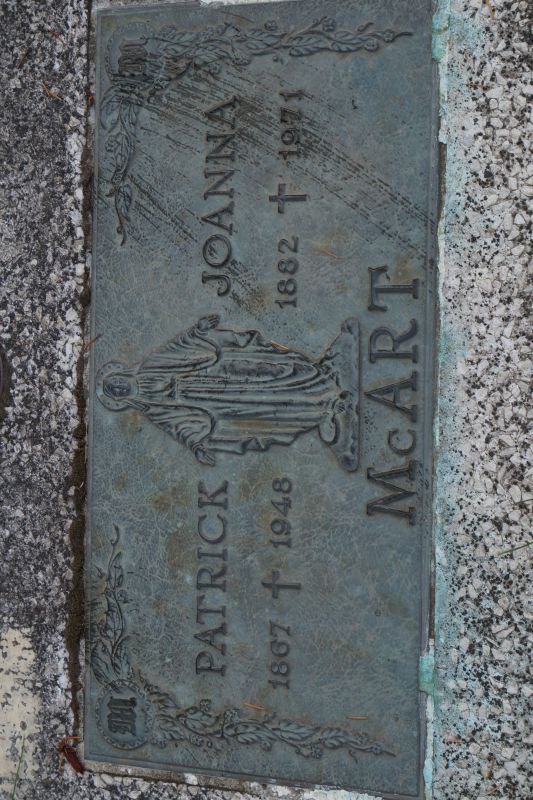 M M
PATRICK JOANNA
1867 ✝ 1948 1882 ✝ 1971
McART